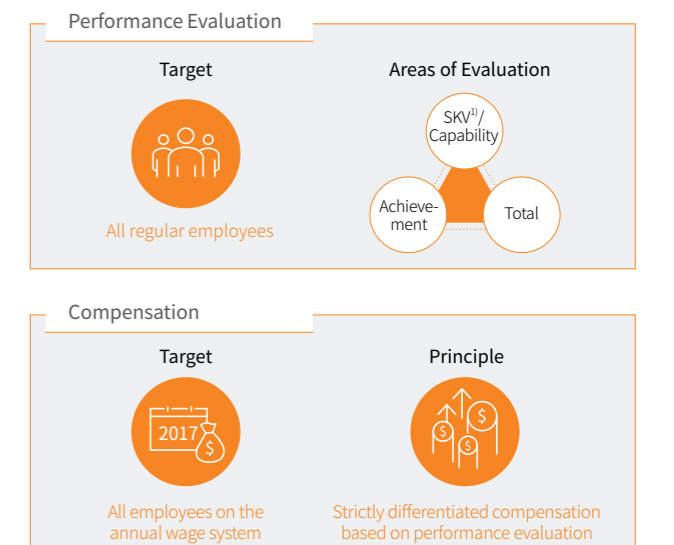 Performance Evaluation
Target
Areas of Evaluation
SKV1)/
Capability
Achieve-
ment
Total
All regular employees
Compensation
Target
Principle
2017
$
$
$
$
All employees on the
annual wage system
Strictly differentiated compensation
based on performance evaluation